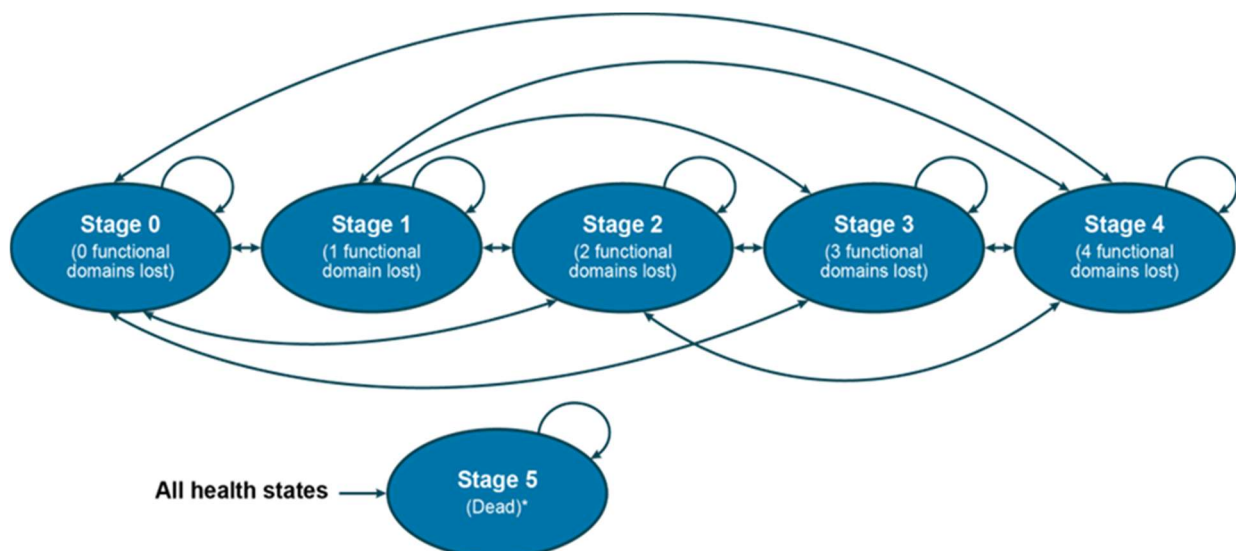 Stage 0
(0 functional
domains lost)
Stage 1
(1 functional
domain lost)
Stage 2
(2 functional
domains lost)
Stage 3
(3 functional
domains lost)
Stage 4
(4 functional
domains lost)
All health states
Stage 5
(Dead)*